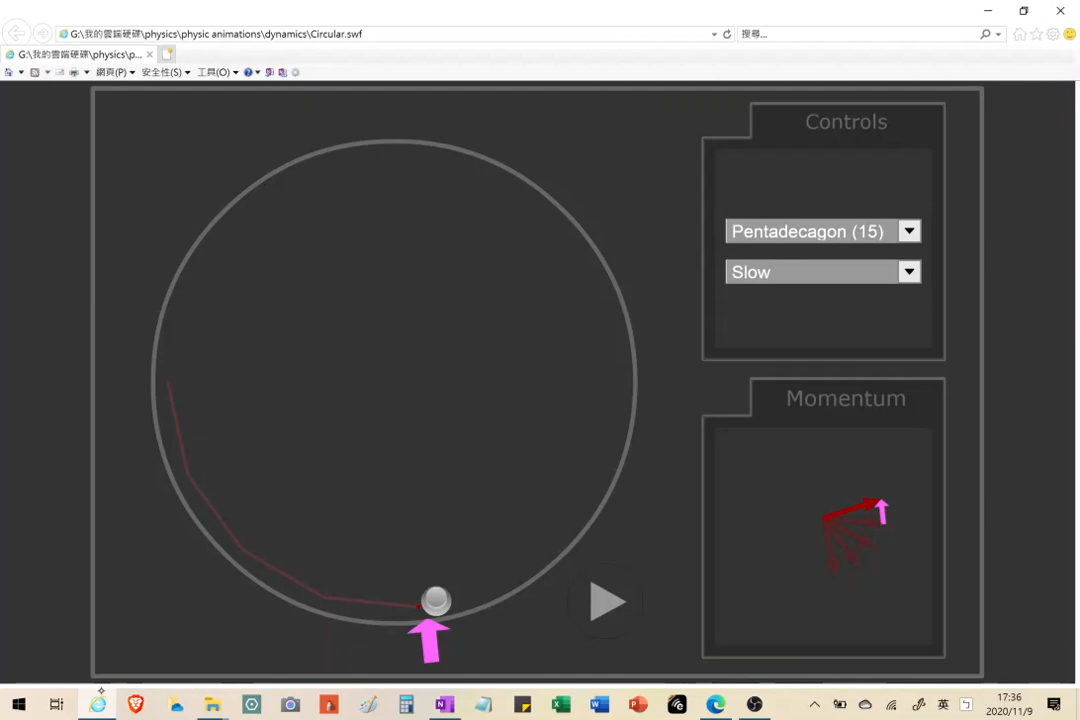 G:\我的雲端硬碟\physics\physic animations\dynamics\Circular.swf
搜尋...
G:\我的雲端硬碟\physics\p...
網頁(P) 安全性(S) 工具(O)
Controls
Pentadecagon (15)
Slow
Momentum
英
17:36
2020/11/9